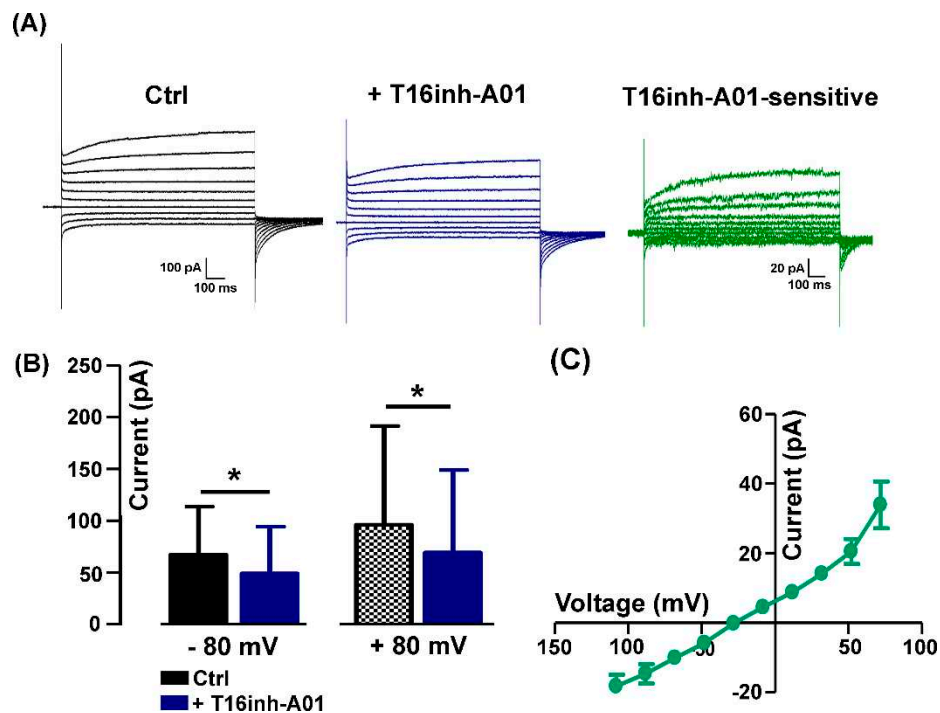 (A)
Ctrl
+ T16inh-A01
T16inh-A01-sensitive
100 pA
100 ms
20 pA
100 ms
(B)
Current (pA)
250
200
150
100
50
0
*
*
- 80 mV
+ 80 mV
Ctrl
+ T16inh-A01
(C)
Current (pA)
60
40
20
-20
Voltage (mV)
150
100
50
50
100